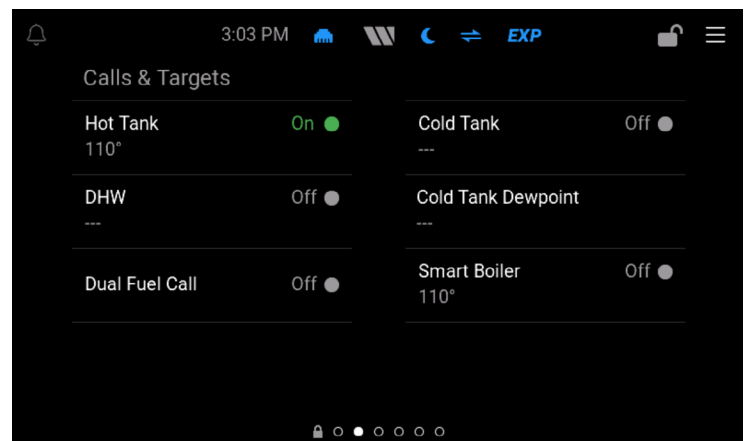 3:03 PM EXP
Calls & Targets
Hot Tank On
110°
Cold Tank Off
---
DHW Off
---
Cold Tank Dewpoint
---
Dual Fuel Call Off
Smart Boiler Off
110°